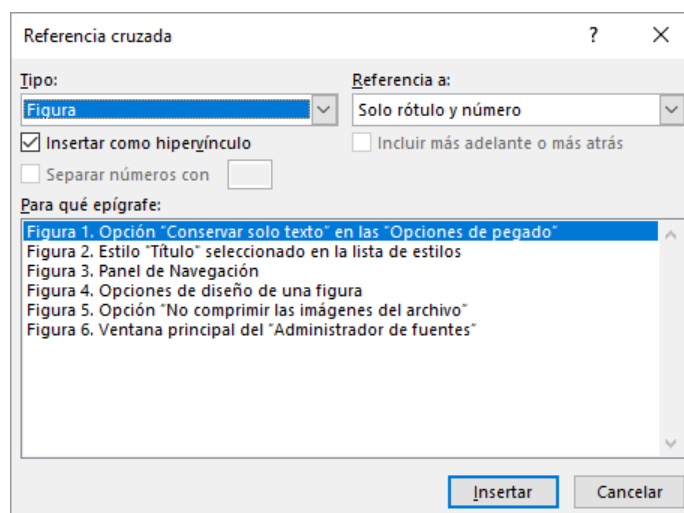 Referencia cruzada ?
Tipo: Referencia a:
Figura Solo rótulo y número
Insertar como hipervínculo Incluir más adelante o más atrás
Separar números con
Para qué epígrafe:
Figura 1. Opción "Conservar solo texto" en las "Opciones de pegado"
Figura 2. Estilo "Título" seleccionado en la lista de estilos
Figura 3. Panel de Navegación
Figura 4. Opciones de diseño de una figura
Figura 5. Opción "No comprimir las imágenes del archivo"
Figura 6. Ventana principal del "Administrador de fuentes"
Insertar Cancelar